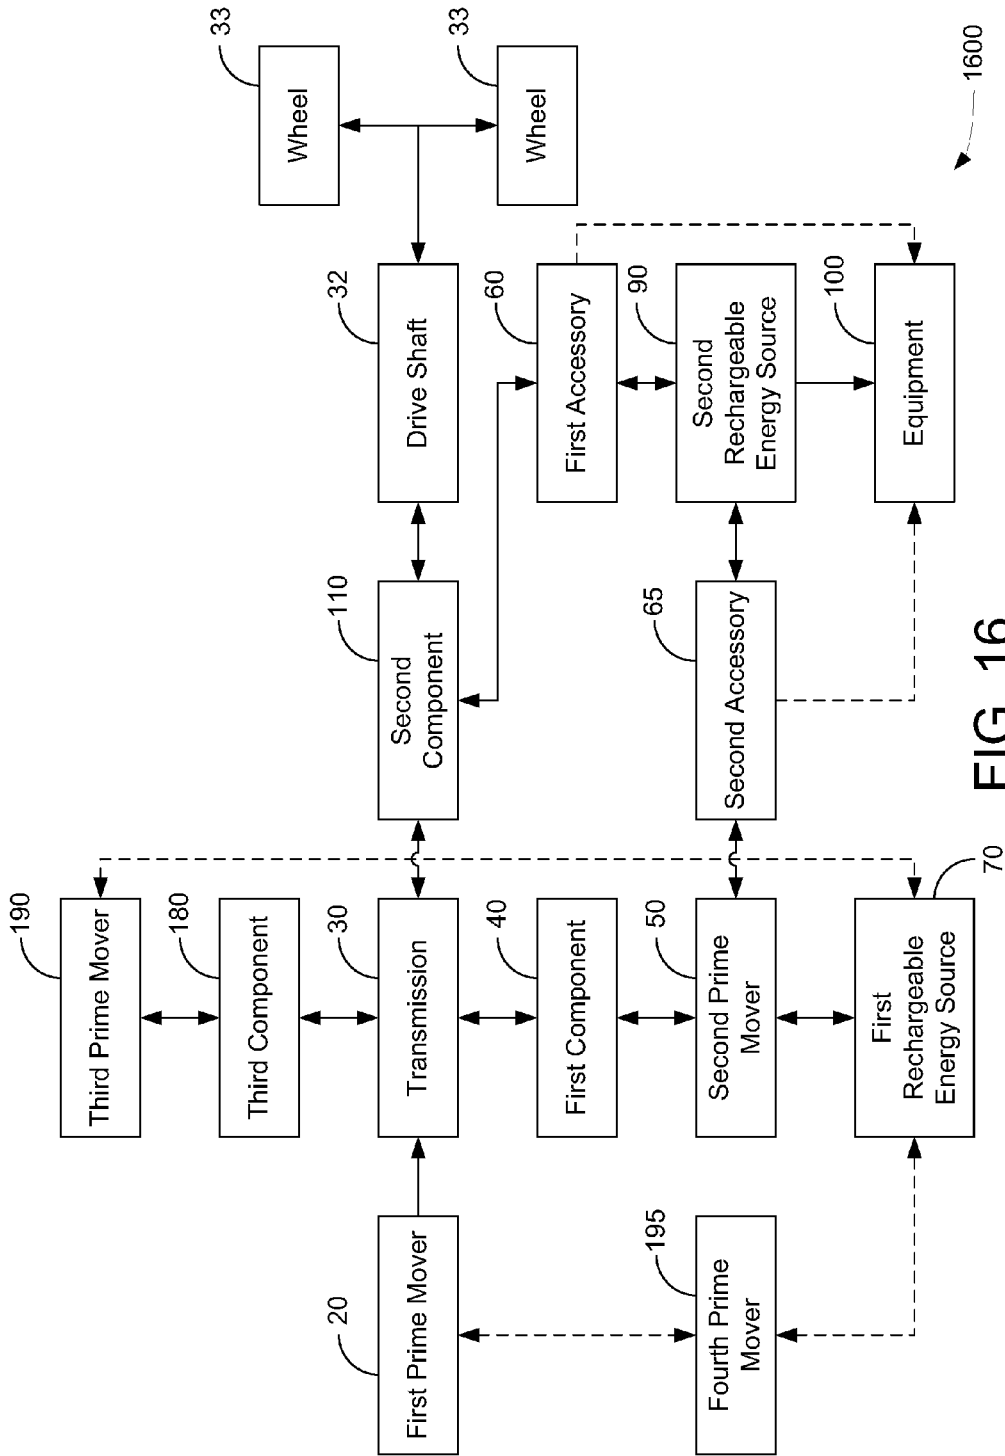 190
Third Prime Mover
180
Third Component
20
First Prime Mover
30
Transmission
110
Second
Component
32
Drive Shaft
33
Wheel
33
Wheel
40
First Component
60
First Accessory
195
Fourth Prime
Mover
50
Second Prime
Mover
65
Second Accessory
90
Second
Rechargeable
Energy Source
First
Rechargeable
Energy Source
70
100
Equipment
FIG. 16
1600